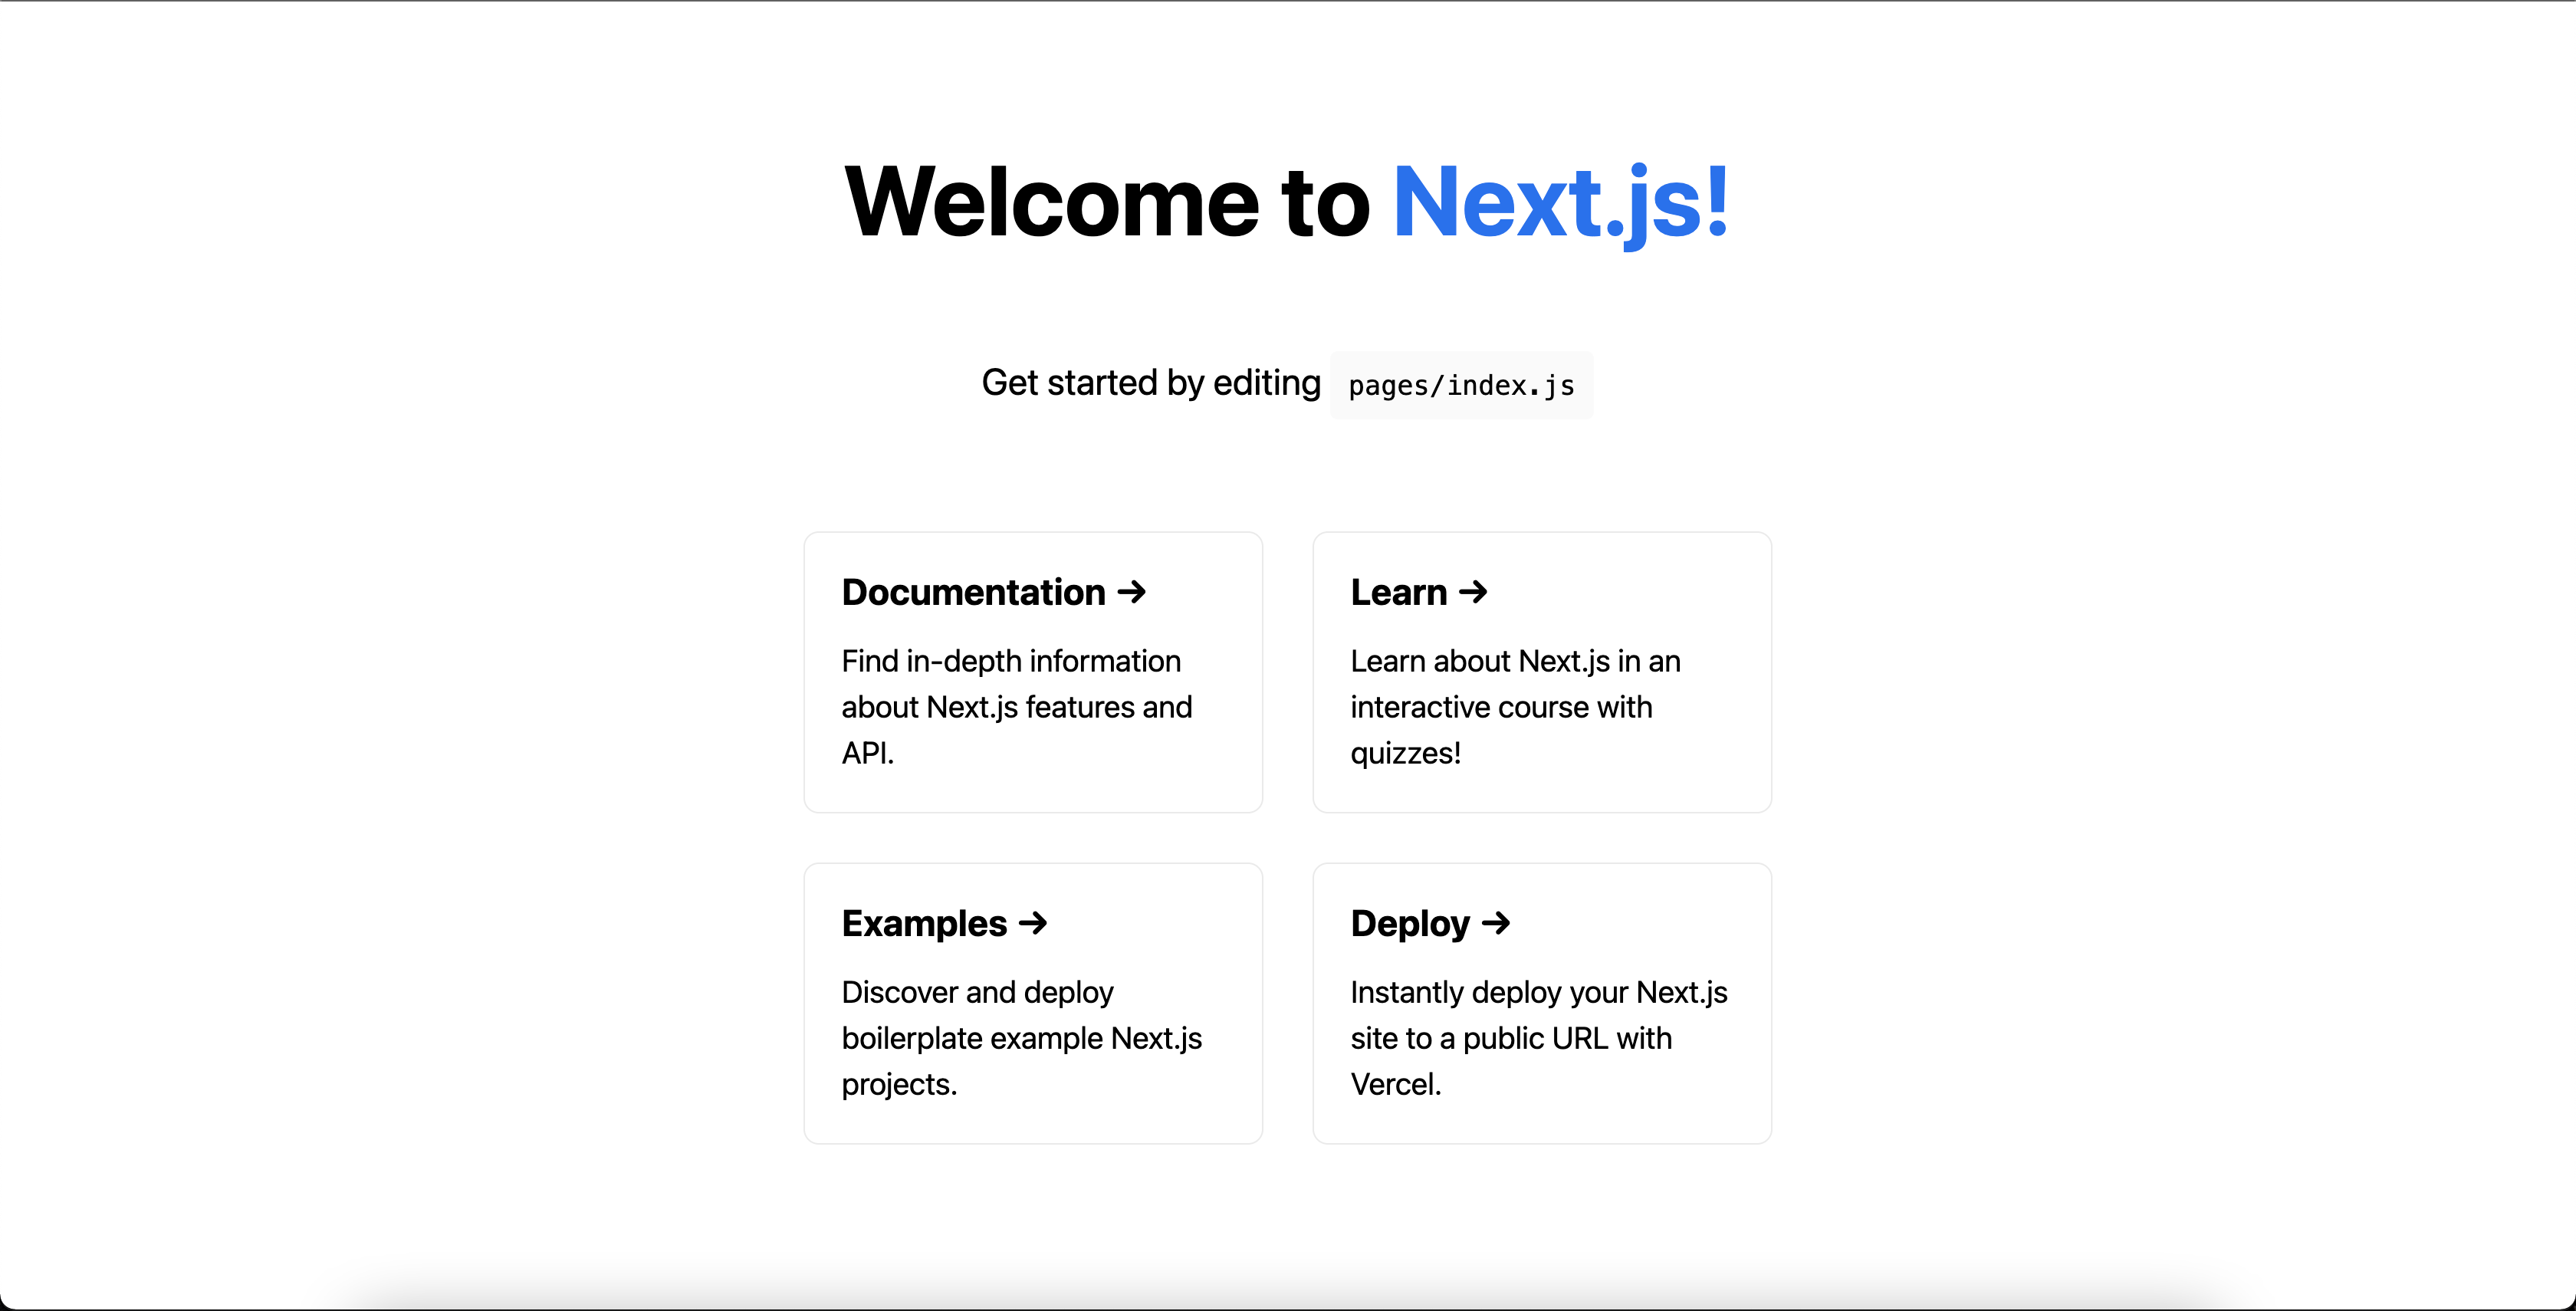 Welcome to Next.js!
Get started by editing pages/index.js
Documentation →
Find in-depth information
about Next.js features and
API.
Learn →
Learn about Next.js in an
interactive course with
quizzes!
Examples →
Discover and deploy
boilerplate example Next.js
projects.
Deploy →
Instantly deploy your Next.js
site to a public URL with
Vercel.